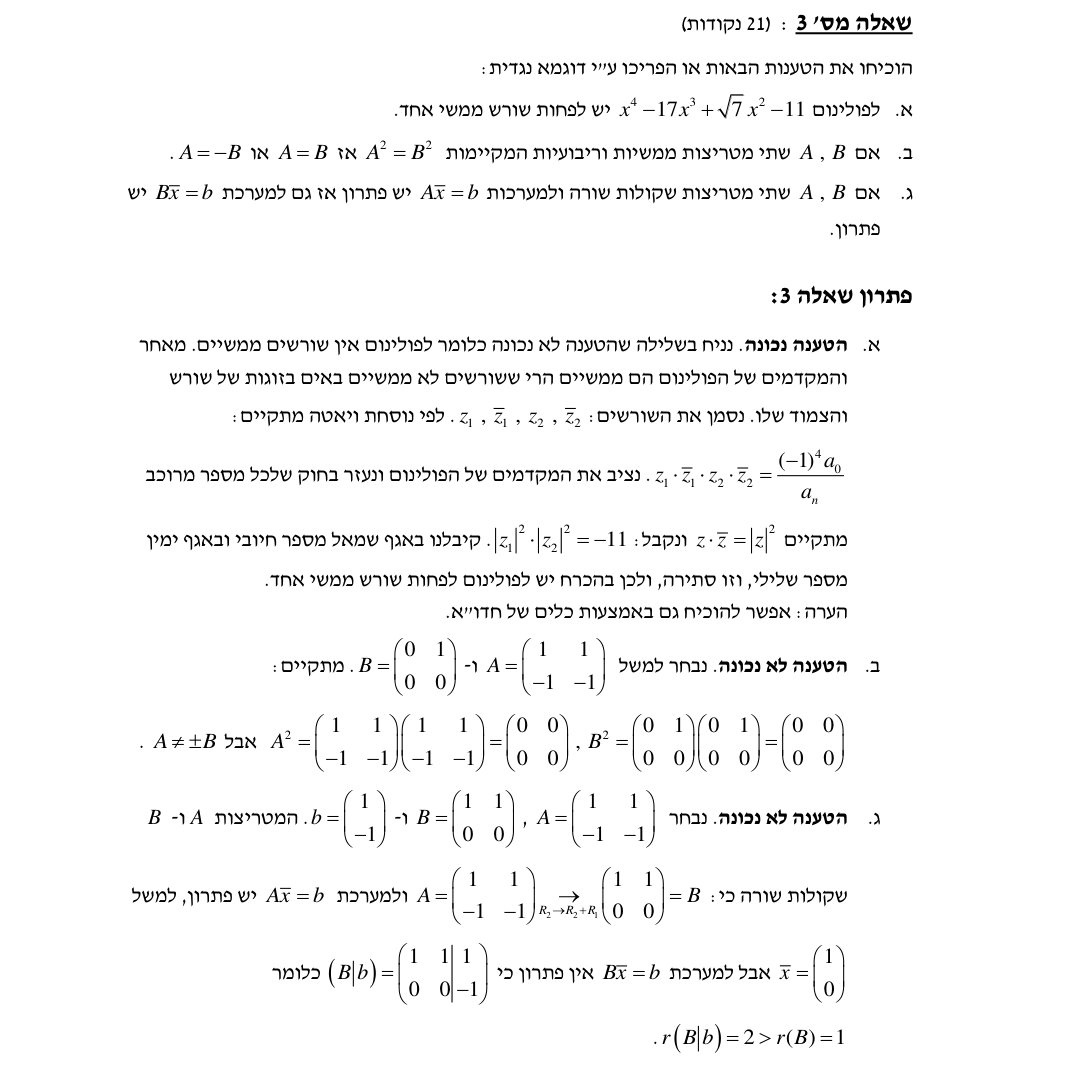 שאלה מס׳ 3 : (21 נקודות)
הוכיחו את הטענות הבאות או הפריכו ע״י דוגמא נגדית :
א. לפולינום x⁴ −17x³ + √7 x² −11 יש לפחות שורש ממשי אחד.
ב. אם A , B שתי מטריצות ממשיות וריבועיות המקיימות A² = B² אז A = B או A = −B .
ג. אם A , B שתי מטריצות שקולות שורה ולמערכות Ax̅ = b יש פתרון אז גם למערכת Bx̅ = b יש
פתרון.
פתרון שאלה 3:
א. הטענה נכונה. נניח בשלילה שהטענה לא נכונה כלומר לפולינום אין שורשים ממשיים. מאחר
והמקדמים של הפולינום הם ממשיים הרי ששורשים לא ממשיים באים בזוגות של שורש
והצמוד שלו. נסמן את השורשים : z₁ , z̅₁ , z₂ , z̅₂ . לפי נוסחת ויאטה מתקיים :
z₁ · z̅₁ · z₂ · z̅₂ = (−1)⁴a₀ / aₙ . נציב את המקדמים של הפולינום ונעזר בחוק שלכל מספר מרוכב
מתקיים z · z̅ = |z|² ונקבל : |z₁|² · |z₂|² = −11 . קיבלנו באגף שמאל מספר חיובי ובאגף ימין
מספר שלילי, וזו סתירה, ולכן בהכרח יש לפולינום לפחות שורש ממשי אחד.
הערה : אפשר להוכיח גם באמצעות כלים של חדו״א.
ב. הטענה לא נכונה. נבחר למשל A = (1 1 ; −1 −1) ו- B = (0 1 ; 0 0) . מתקיים :
A² = (1 1 ; −1 −1)(1 1 ; −1 −1) = (0 0 ; 0 0) , B² = (0 1 ; 0 0)(0 1 ; 0 0) = (0 0 ; 0 0) אבל A ≠ ±B .
ג. הטענה לא נכונה. נבחר A = (1 1 ; −1 −1) , B = (1 1 ; 0 0) ו- b = (1 ; −1) . המטריצות A ו- B
שקולות שורה כי : A = (1 1 ; −1 −1) → R₂→R₂+R₁ (1 1 ; 0 0) = B ולמערכת Ax̅ = b יש פתרון, למשל
x̅ = (1 ; 0) אבל למערכת Bx̅ = b אין פתרון כי (B|b) = (1 1 | 1 ; 0 0 | −1) כלומר
r(B|b) = 2 > r(B) = 1 .